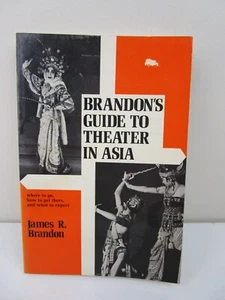 BRANDON'S
GUIDE TO
THEATER
IN ASIA
where to go,
how to get there,
and what to expect
James R.
Brandon